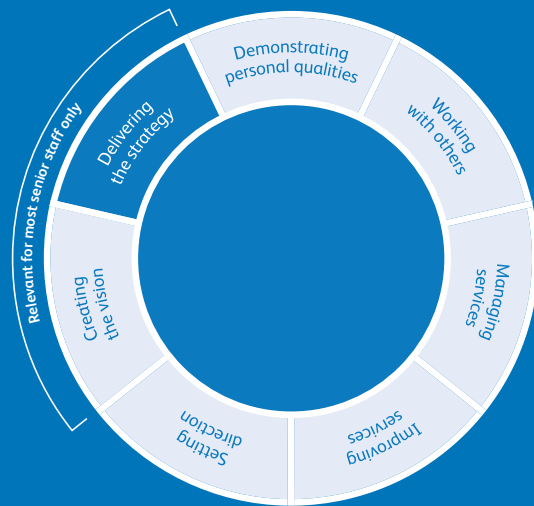 Demonstrating
personal qualities
Working
with others
Managing
services
Improving
services
Setting
direction
Creating
the vision
Delivering
the strategy
Relevant for most senior staff only